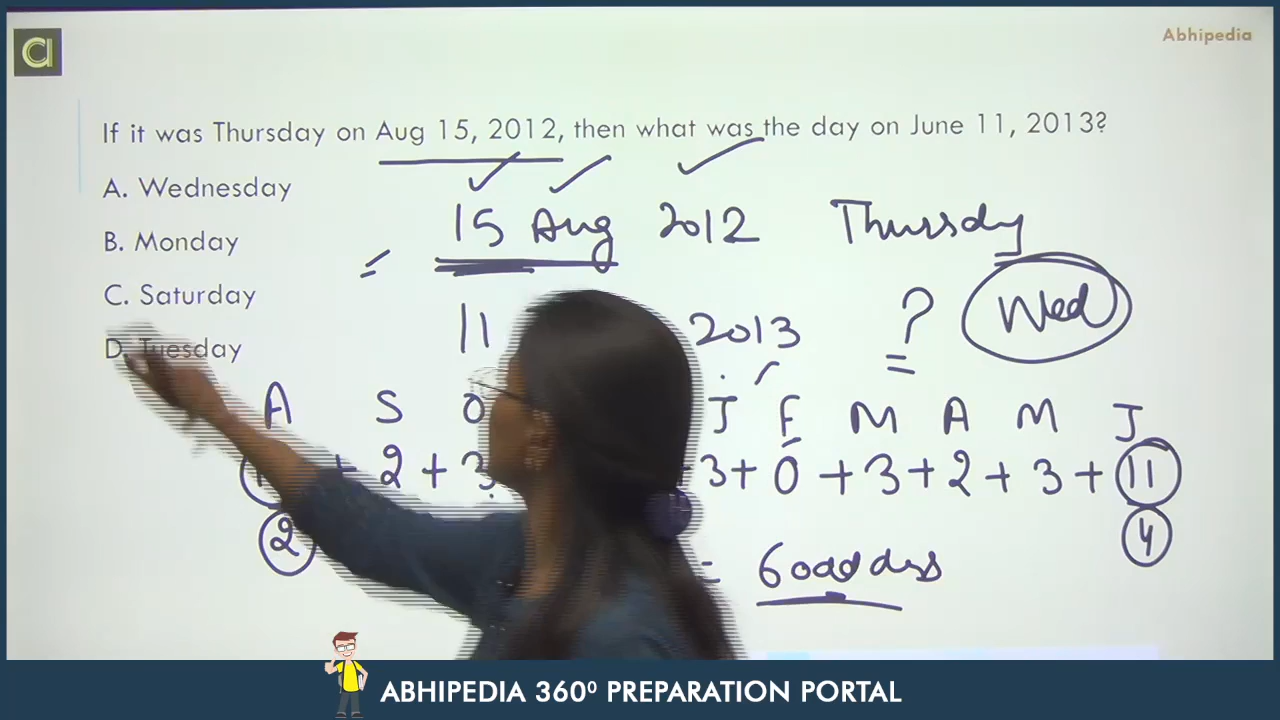 Abhipedia
If it was Thursday on Aug 15, 2012, then what was the day on June 11, 2013?
A. Wednesday
B. Monday
C. Saturday
D. Tuesday
15 Aug 2012 Thursday
11 2013 ? Wed
A S O J F M A M J
+ 2 + 3 3 + 0 + 3 + 2 + 3 + 11
2 4
= 6 odd days
ABHIPEDIA 360⁰ PREPARATION PORTAL